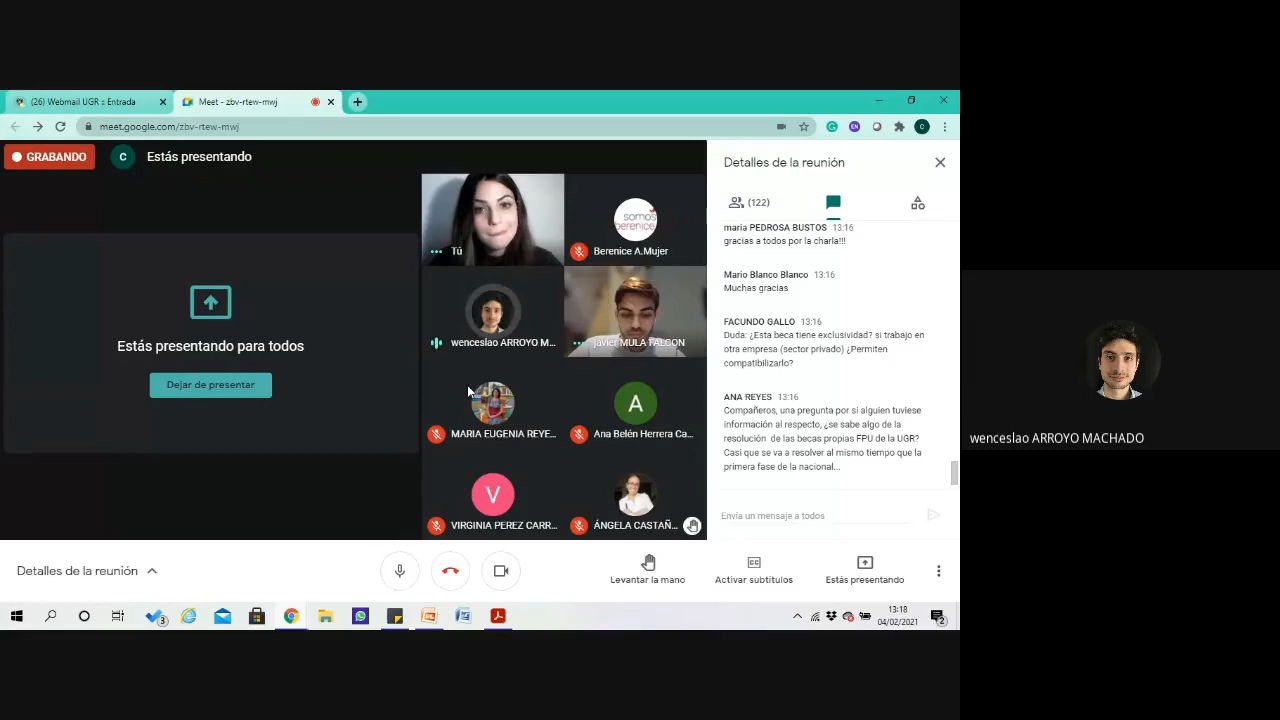 (26) Webmail UGR :: Entrada
Meet - zbv-rtew-mwj
meet.google.com/zbv-rtew-mwj
EN
C
GRABANDO
C
Estás presentando
Detalles de la reunión
(122)
Estás presentando para todos
Dejar de presentar
Tú
somos
berenice
Berenice A.Mujer
wenceslao ARROYO M...
javier MULA FALCON
MARIA EUGENIA REYE...
A
Ana Belén Herrera Ca...
V
VIRGINIA PEREZ CARR...
ÁNGELA CASTAÑ...
maria PEDROSA BUSTOS 13:16
gracias a todos por la charla!!!
Mario Blanco Blanco 13:16
Muchas gracias
FACUNDO GALLO 13:16
Duda: ¿Esta beca tiene exclusividad? si trabajo en
otra empresa (sector privado) ¿Permiten
compatibilizarlo?
ANA REYES 13:16
Compañeros, una pregunta por si alguien tuviese
información al respecto, ¿se sabe algo de la
resolución de las becas propias FPU de la UGR?
Casi que se va a resolver al mismo tiempo que la
primera fase de la nacional...
Envía un mensaje a todos
wenceslao ARROYO MACHADO
Detalles de la reunión
Levantar la mano
CC
Activar subtítulos
Estás presentando
3
13:18
04/02/2021
2